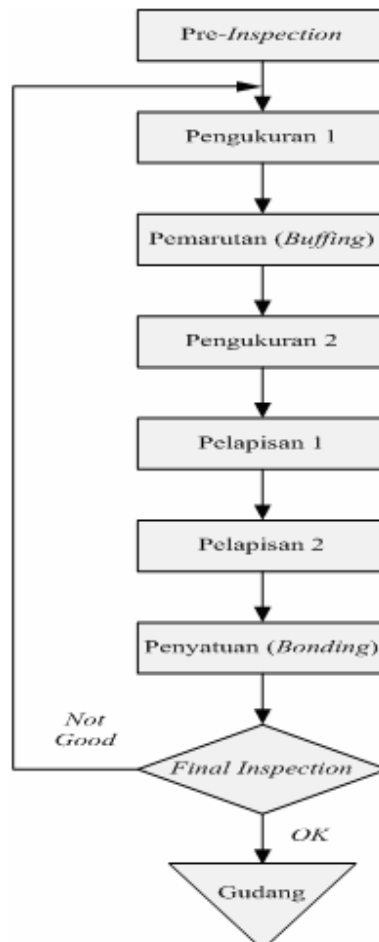 Pre-Inspection
Pengukuran 1
Pemarutan (Buffing)
Pengukuran 2
Pelapisan 1
Pelapisan 2
Penyatuan (Bonding)
Not
Good
Final Inspection
OK
Gudang